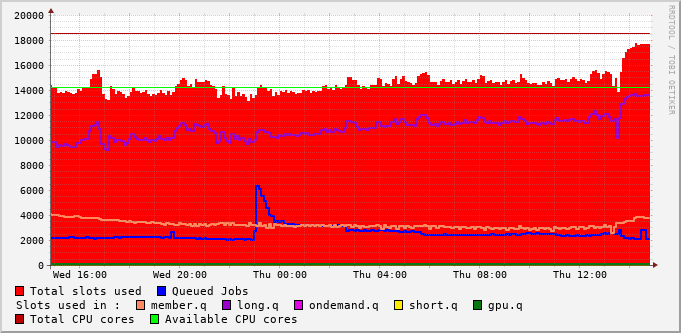 20000
18000
16000
14000
12000
10000
8000
6000
4000
2000
0
Wed 16:00 Wed 20:00 Thu 00:00 Thu 04:00 Thu 08:00 Thu 12:00
RRDTOOL / TOBI OETIKER
Total slots used Queued Jobs
Slots used in : member.q long.q ondemand.q short.q gpu.q
Total CPU cores Available CPU cores